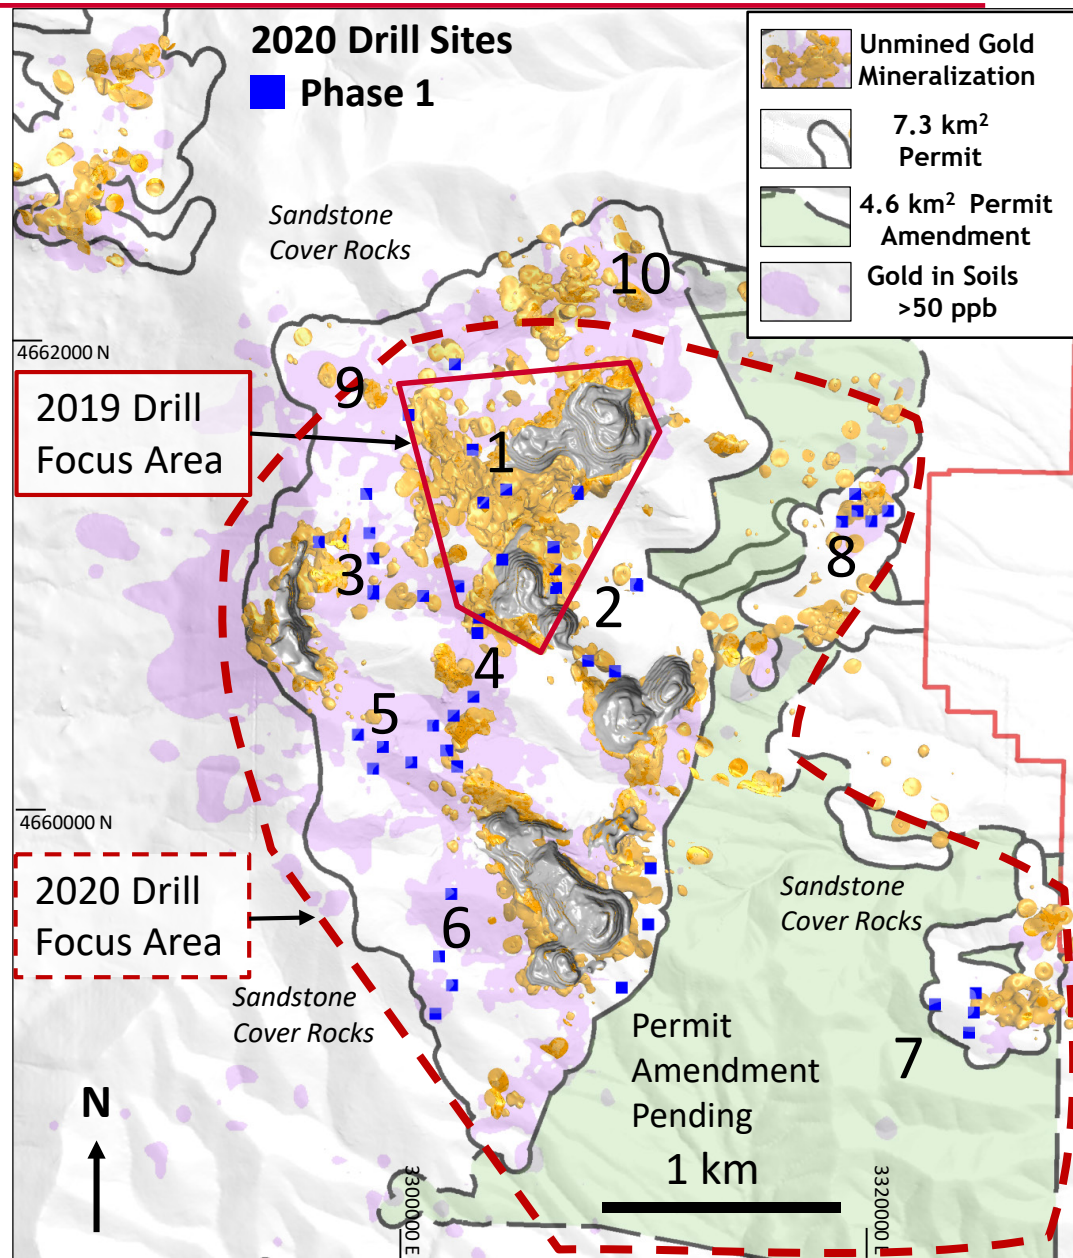 2020 Drill Sites
Phase 1
Unmined Gold
Mineralization
7.3 km²
Permit
4.6 km² Permit
Amendment
Gold in Soils
>50 ppb
Sandstone
Cover Rocks
10
4662000 N
9
2019 Drill
Focus Area
1
3
8
2
4
5
4660000 N
2020 Drill
Focus Area
Sandstone
Cover Rocks
6
Sandstone
Cover Rocks
7
Permit
Amendment
Pending
N
1 km
3300000 E
3320000 E